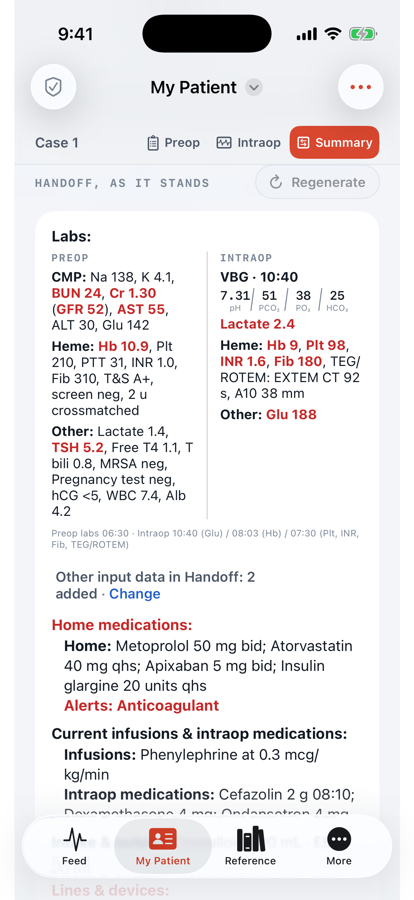 9:41
My Patient
Case 1
Preop
Intraop
Summary
HANDOFF, AS IT STANDS
Regenerate
Labs:
PREOP
CMP: Na 138, K 4.1,
BUN 24, Cr 1.30
(GFR 52), AST 55,
ALT 30, Glu 142
Heme: Hb 10.9, Plt
210, PTT 31, INR 1.0,
Fib 310, T&S A+,
screen neg, 2 u
crossmatched
Other: Lactate 1.4,
TSH 5.2, Free T4 1.1, T
bili 0.8, MRSA neg,
Pregnancy test neg,
hCG <5, WBC 7.4, Alb
4.2
INTRAOP
VBG · 10:40
7.31/ 51 / 38 / 25
pH PCO₂ PO₂ HCO₃
Lactate 2.4
Heme: Hb 9, Plt 98,
INR 1.6, Fib 180, TEG/
ROTEM: EXTEM CT 92
s, A10 38 mm
Other: Glu 188
Preop labs 06:30 · Intraop 10:40 (Glu) / 08:03 (Hb) / 07:30 (Plt, INR,
Fib, TEG/ROTEM)
Other input data in Handoff: 2
added · Change
Home medications:
Home: Metoprolol 50 mg bid; Atorvastatin
40 mg qhs; Apixaban 5 mg bid; Insulin
glargine 20 units qhs
Alerts: Anticoagulant
Current infusions & intraop medications:
Infusions: Phenylephrine at 0.3 mcg/
kg/min
Intraop medications: Cefazolin 2 g 08:10;
Dexamethasone 4 mg; Ondansetron 4 mg
Feed
My Patient
Reference
More
Lines & devices: